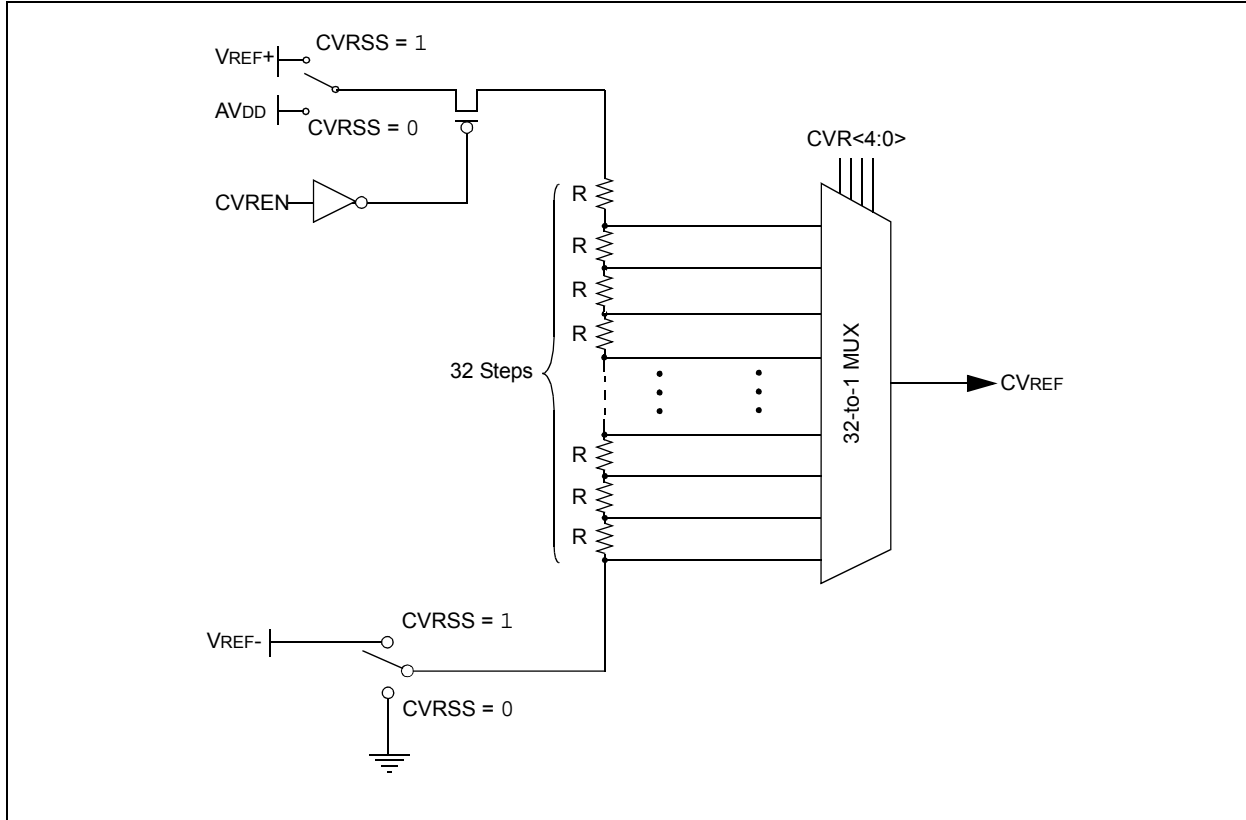 CVRSS = 1
VREF+
AVDD
CVRSS = 0
CVR<4:0>
CVREN
R
R
R
R
32 Steps
32-to-1 MUX
CVREF
R
R
R
CVRSS = 1
VREF-
CVRSS = 0